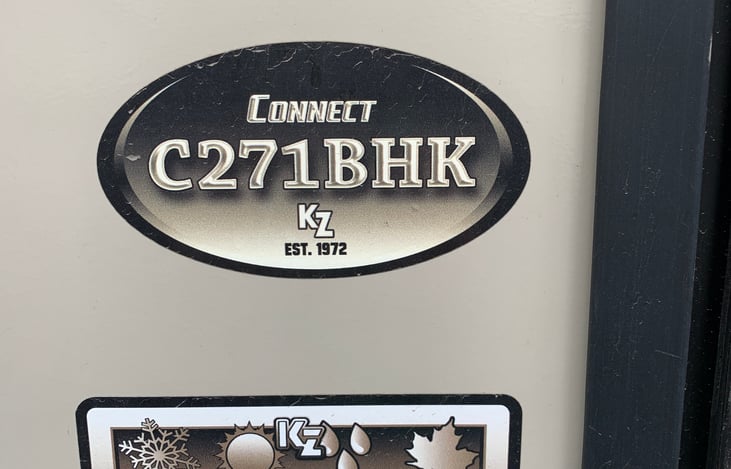 CONNECT
C271BHK
KZ
EST. 1972
KZ